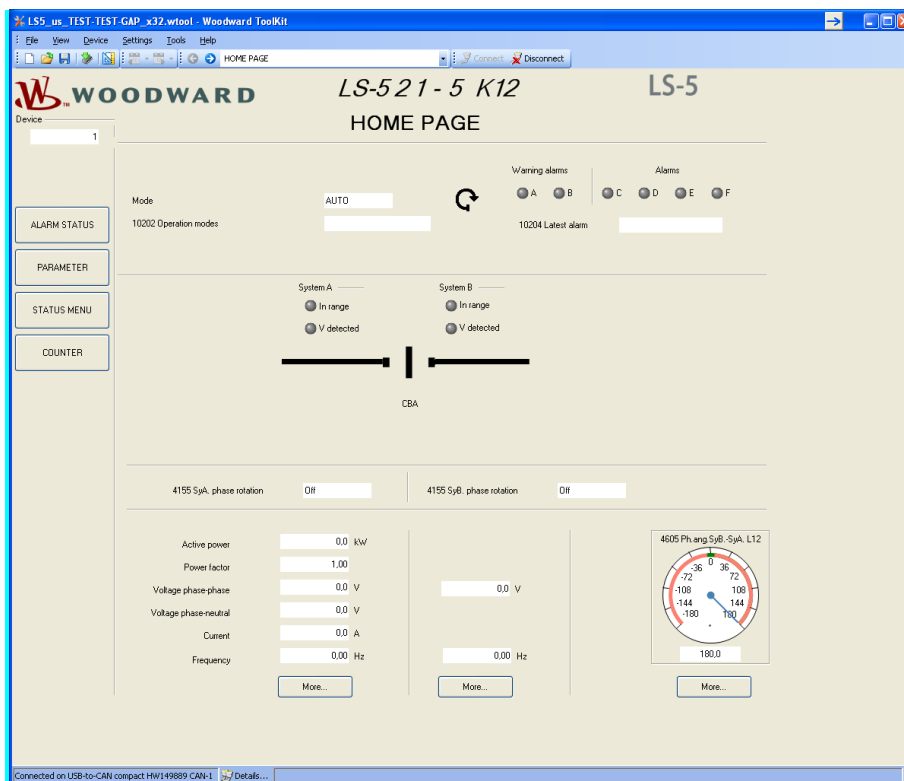 LS5_us_TEST-TEST-GAP_x32.wtool - Woodward ToolKit
File View Device Settings Tools Help
HOME PAGE Connect Disconnect
WOODWARD LS-5 2 1 - 5 K12 LS-5
HOME PAGE
Device
1
Warning alarms Alarms
A B C D E F
Mode AUTO
10202 Operation modes 10204 Latest alarm
ALARM STATUS
PARAMETER
STATUS MENU
COUNTER
System A System B
In range In range
V detected V detected
CBA
4155 SyA. phase rotation Off 4155 SyB. phase rotation Off
4605 Ph.ang.SyB.-SyA. L12
Active power 0,0 kW
Power factor 1,00
Voltage phase-phase 0,0 V 0,0 V
Voltage phase-neutral 0,0 V
Current 0,0 A
Frequency 0,00 Hz 0,00 Hz
-36 0 36
-72 72
-108 108
-144 144
-180 180
180,0
More... More... More...
Connected on USB-to-CAN compact HW149889 CAN-1 Details...